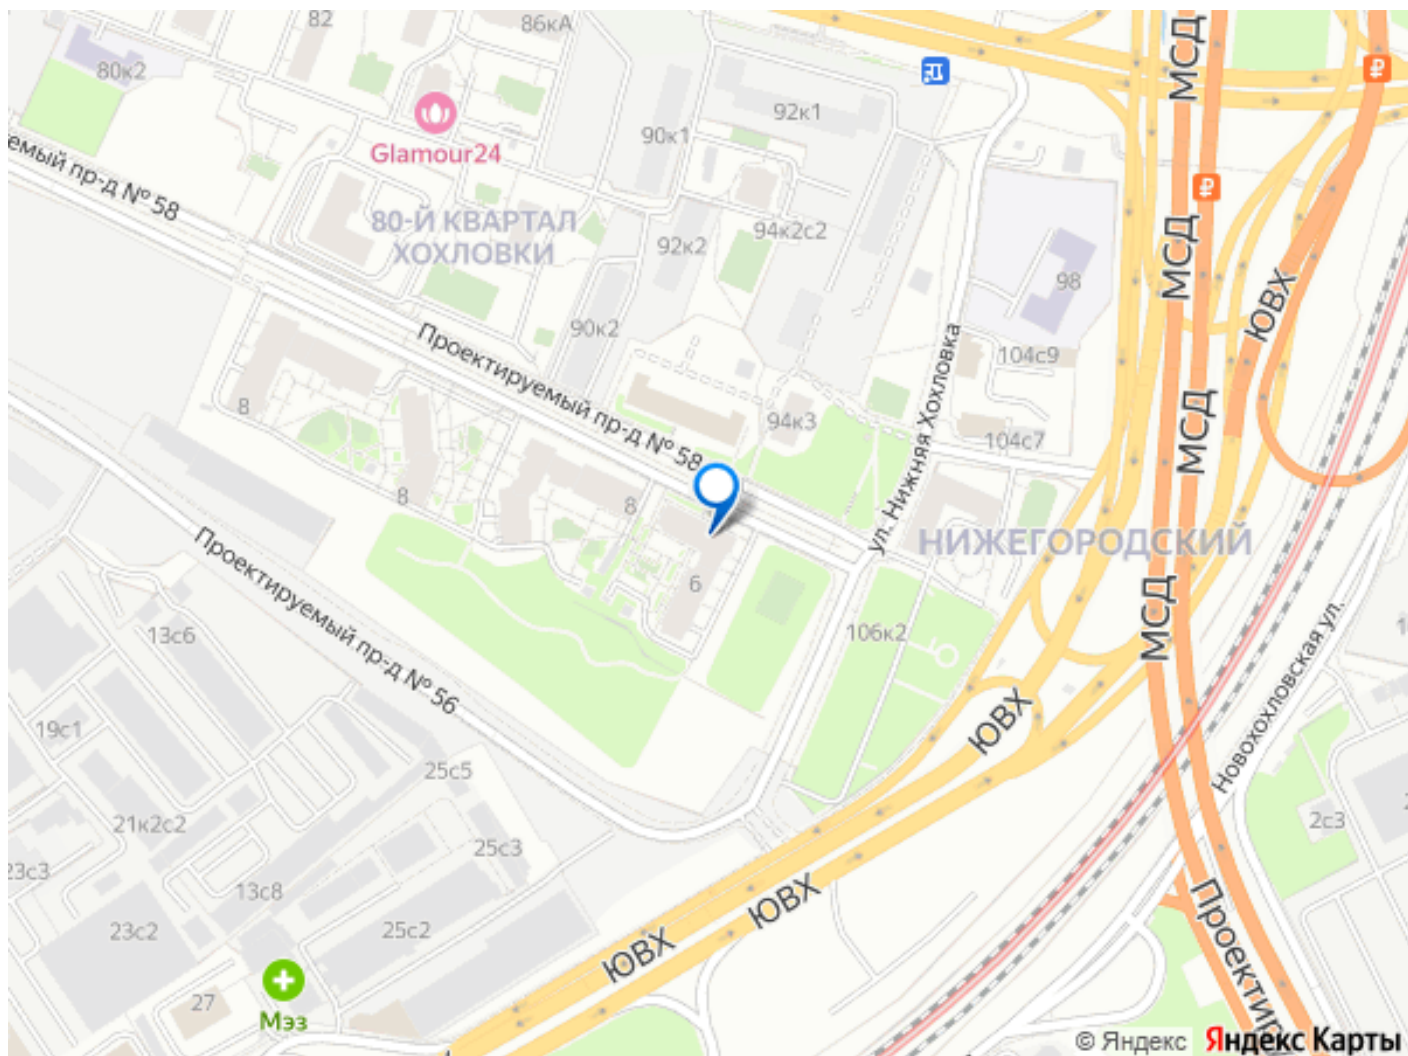 82
86кА
80к2
Glamour24
90к1
92к1
МСД
Проектируемый пр-д № 58
80-Й КВАРТАЛ
ХОХЛОВКИ
92к2
94к2с2
98
МСД
ЮВХ
90к2
Проектируемый пр-д № 58
ул. Нижняя Хохловка
104с9
8
94к3
104с7
МСД
8
8
НИЖЕГОРОДСКИЙ
6
МСД
Проектируемый пр-д № 56
13с6
106к2
Новохохловская ул.
19с1
ЮВХ
25с5
21к2с2
25с3
2с3
23с3
13с8
ЮВХ
23с2
25с2
ЮВХ
27
Мэз
© Яндекс
Яндекс Карты